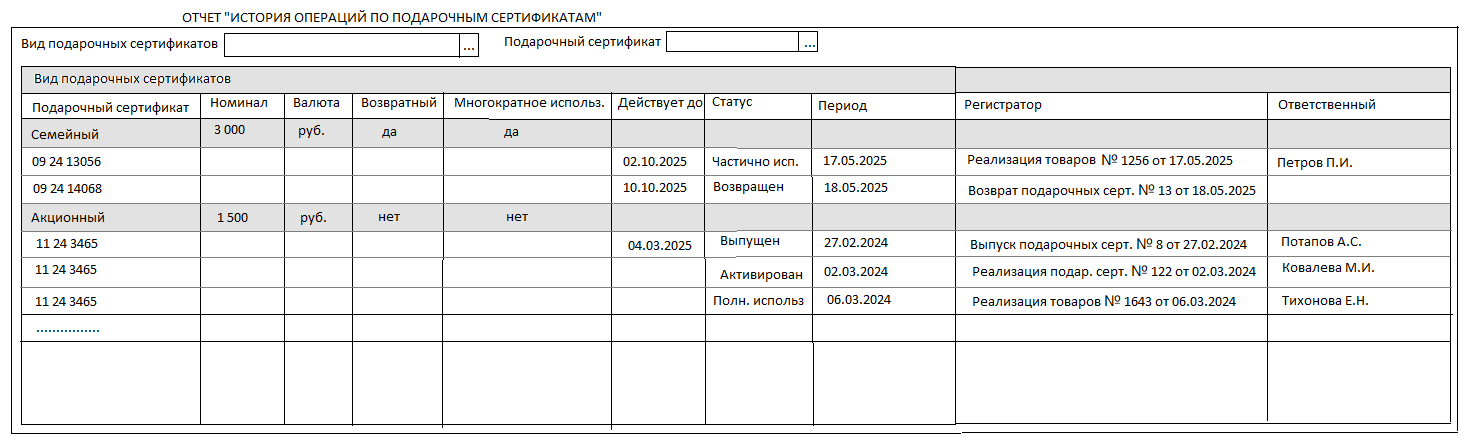 ОТЧЕТ "ИСТОРИЯ ОПЕРАЦИЙ ПО ПОДАРОЧНЫМ СЕРТИФИКАТАМ"
Вид подарочных сертификатов ... Подарочный сертификат ...
Вид подарочных сертификатов
Подарочный сертификат Номинал Валюта Возвратный Многократное использ. Действует до Статус Период Регистратор Ответственный
Семейный 3 000 руб. да да
09 24 13056 02.10.2025 Частично исп. 17.05.2025 Реализация товаров № 1256 от 17.05.2025 Петров П.И.
09 24 14068 10.10.2025 Возвращен 18.05.2025 Возврат подарочных серт. № 13 от 18.05.2025
Акционный 1 500 руб. нет нет
11 24 3465 04.03.2025 Выпущен 27.02.2024 Выпуск подарочных серт. № 8 от 27.02.2024 Потапов А.С.
11 24 3465 Активирован 02.03.2024 Реализация подар. серт. № 122 от 02.03.2024 Ковалева М.И.
11 24 3465 Полн. использ 06.03.2024 Реализация товаров № 1643 от 06.03.2024 Тихонова Е.Н.
................